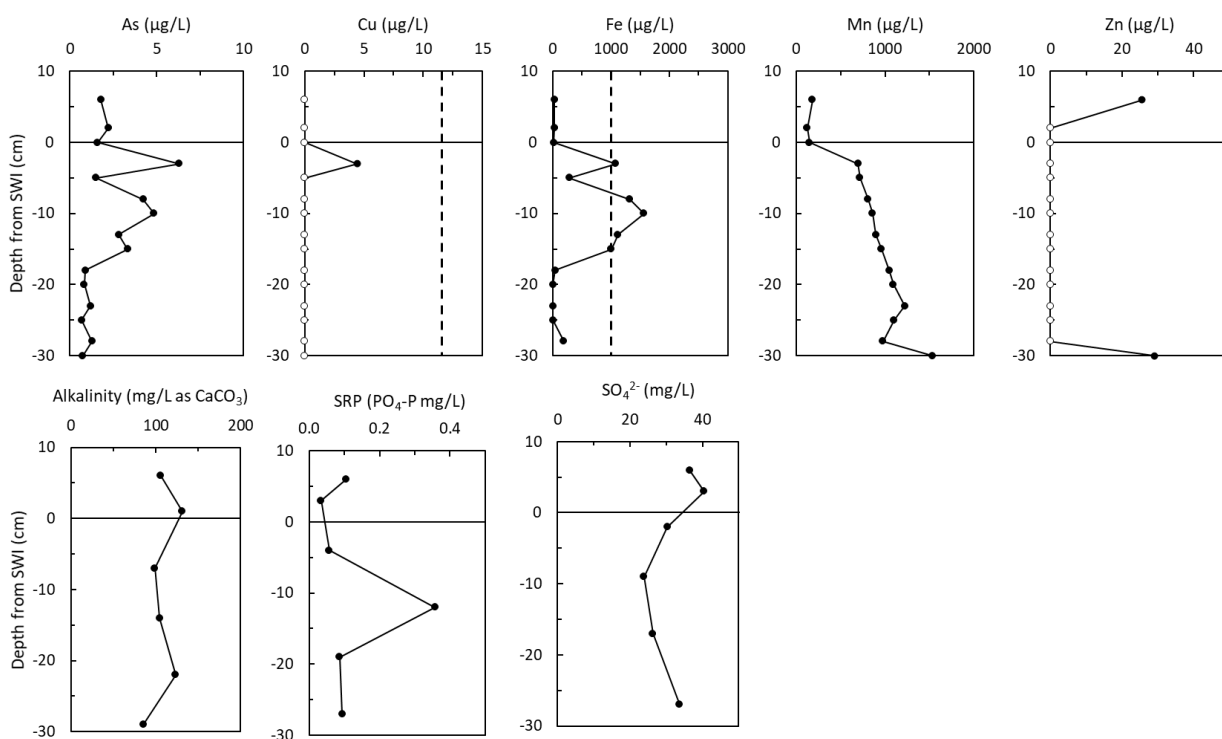 As (µg/L) Cu (µg/L) Fe (µg/L) Mn (µg/L) Zn (µg/L)
0 5 10 0 5 10 15 0 1000 2000 3000 0 1000 2000 0 20 40
10 10 10 10 10
0 0 0 0 0
-10 -10 -10 -10 -10
-20 -20 -20 -20 -20
-30 -30 -30 -30 -30
Depth from SWI (cm)
Alkalinity (mg/L as CaCO3) SRP (PO4-P mg/L) SO4²⁻ (mg/L)
0 100 200 0.0 0.2 0.4 0 20 40
10 10 10
0 0 0
-10 -10 -10
-20 -20 -20
-30 -30 -30
Depth from SWI (cm)